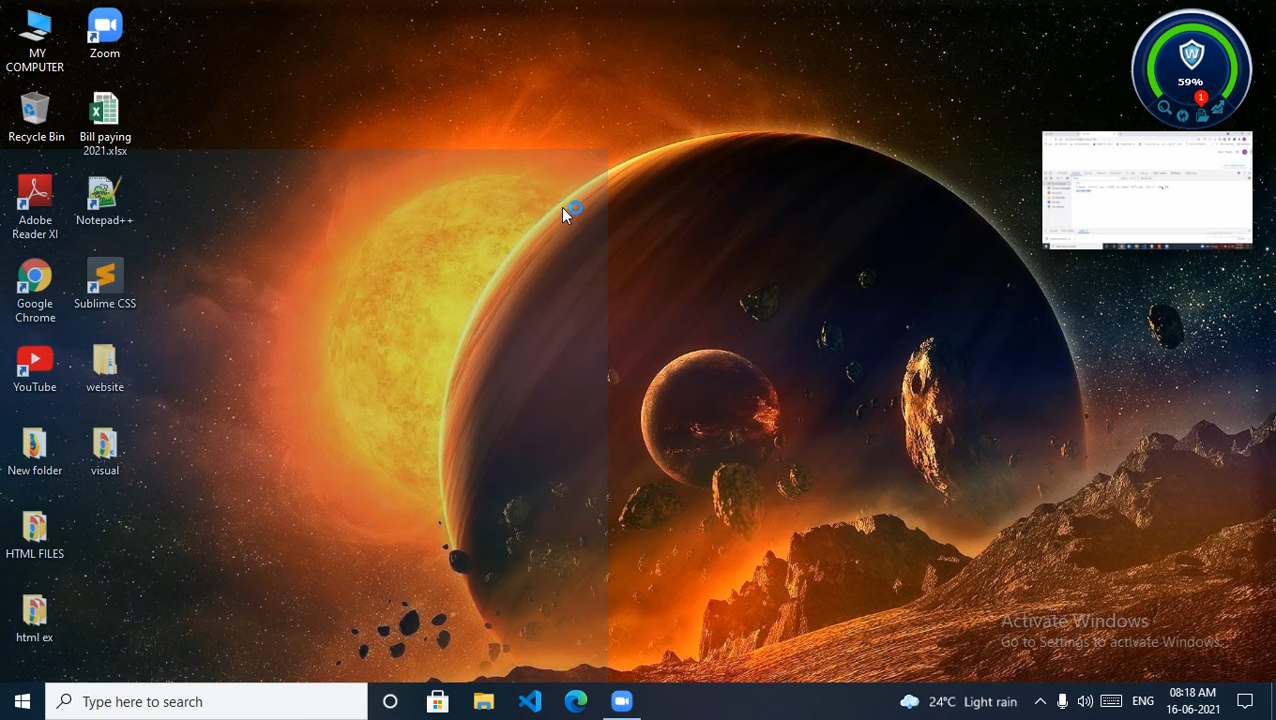 MY
COMPUTER
Zoom
Recycle Bin
Bill paying
2021.xlsx
Adobe
Reader XI
Notepad++
Google
Chrome
Sublime CSS
YouTube
website
New folder
visual
HTML FILES
html ex
W
59%
1
Activate Windows
Go to Settings to activate Windows.
Type here to search
24°C Light rain
ENG
08:18 AM
16-06-2021